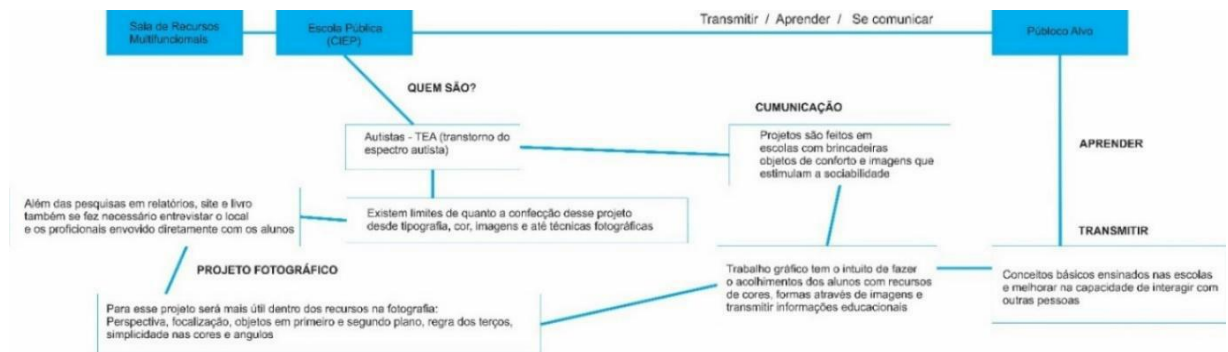 Sala de Recursos
Multifuncionais
Escola Pública
(CIEP)
Transmitir / Aprender / Se comunicar
Públoco Alvo
QUEM SÃO?
Autistas - TEA (transtorno do
espectro autista)
CUMUNICAÇÃO
Projetos são feitos em
escolas com brincadeiras
objetos de conforto e imagens que
estimulam a sociabilidade
APRENDER
Além das pesquisas em relatórios, site e livro
também se fez necessário entrevistar o local
e os proficionais envovido diretamente com os alunos
Existem limites de quanto a confecção desse projeto
desde tipografia, cor, imagens e até técnicas fotográficas
TRANSMITIR
PROJETO FOTOGRÁFICO
Trabalho gráfico tem o intuito de fazer
o acolhimentos dos alunos com recursos
de cores, formas através de imagens e
transmitir informações educacionais
Conceitos básicos ensinados nas escolas
e melhorar na capacidade de interagir com
outras pessoas
Para esse projeto será mais útil dentro dos recursos na fotografia:
Perspectiva, focalização, objetos em primeiro e segundo plano, regra dos terços,
simplicidade nas cores e angulos